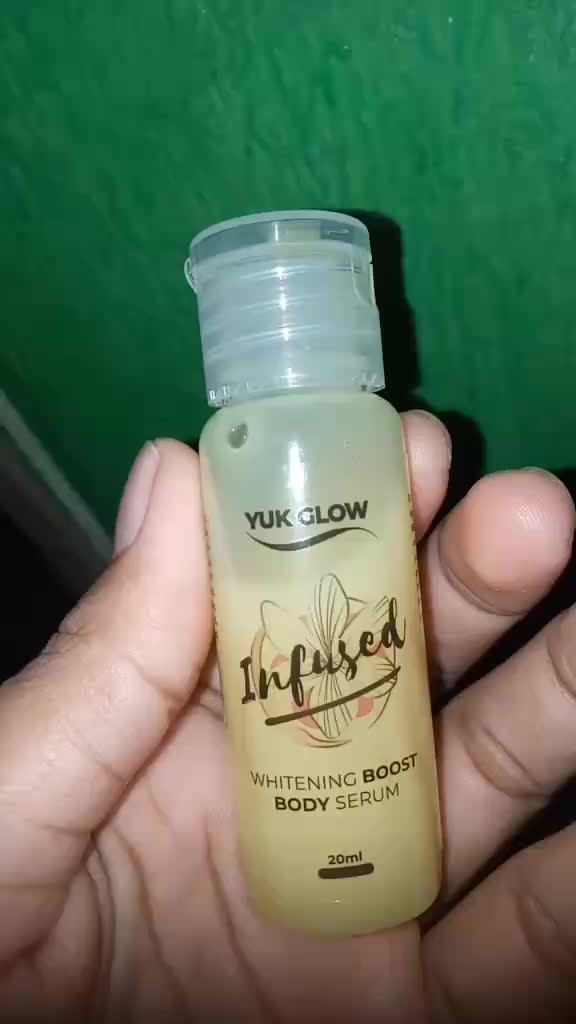 YUK GLOW
Infused
WHITENING BOOST
BODY SERUM
20ml